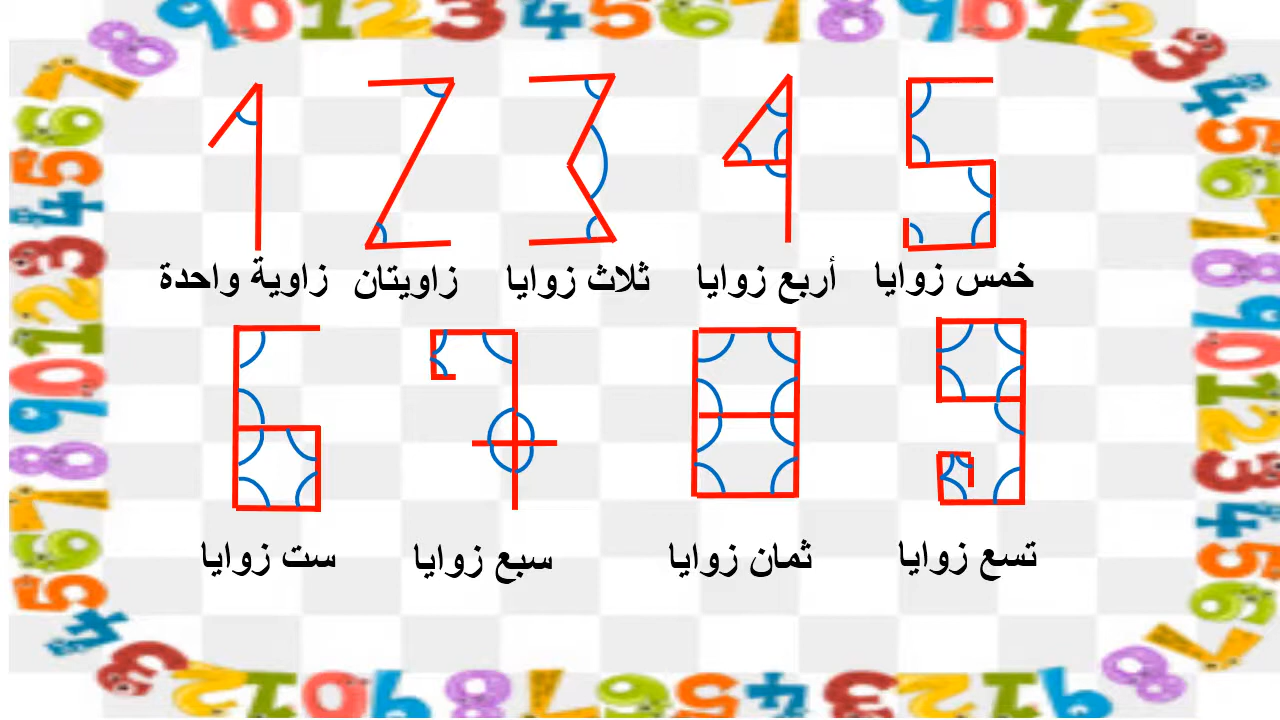 1 2 3 4 5
زاوية واحدة زاويتان ثلاث زوايا أربع زوايا خمس زوايا
6 7 8 9
ست زوايا سبع زوايا ثمان زوايا تسع زوايا